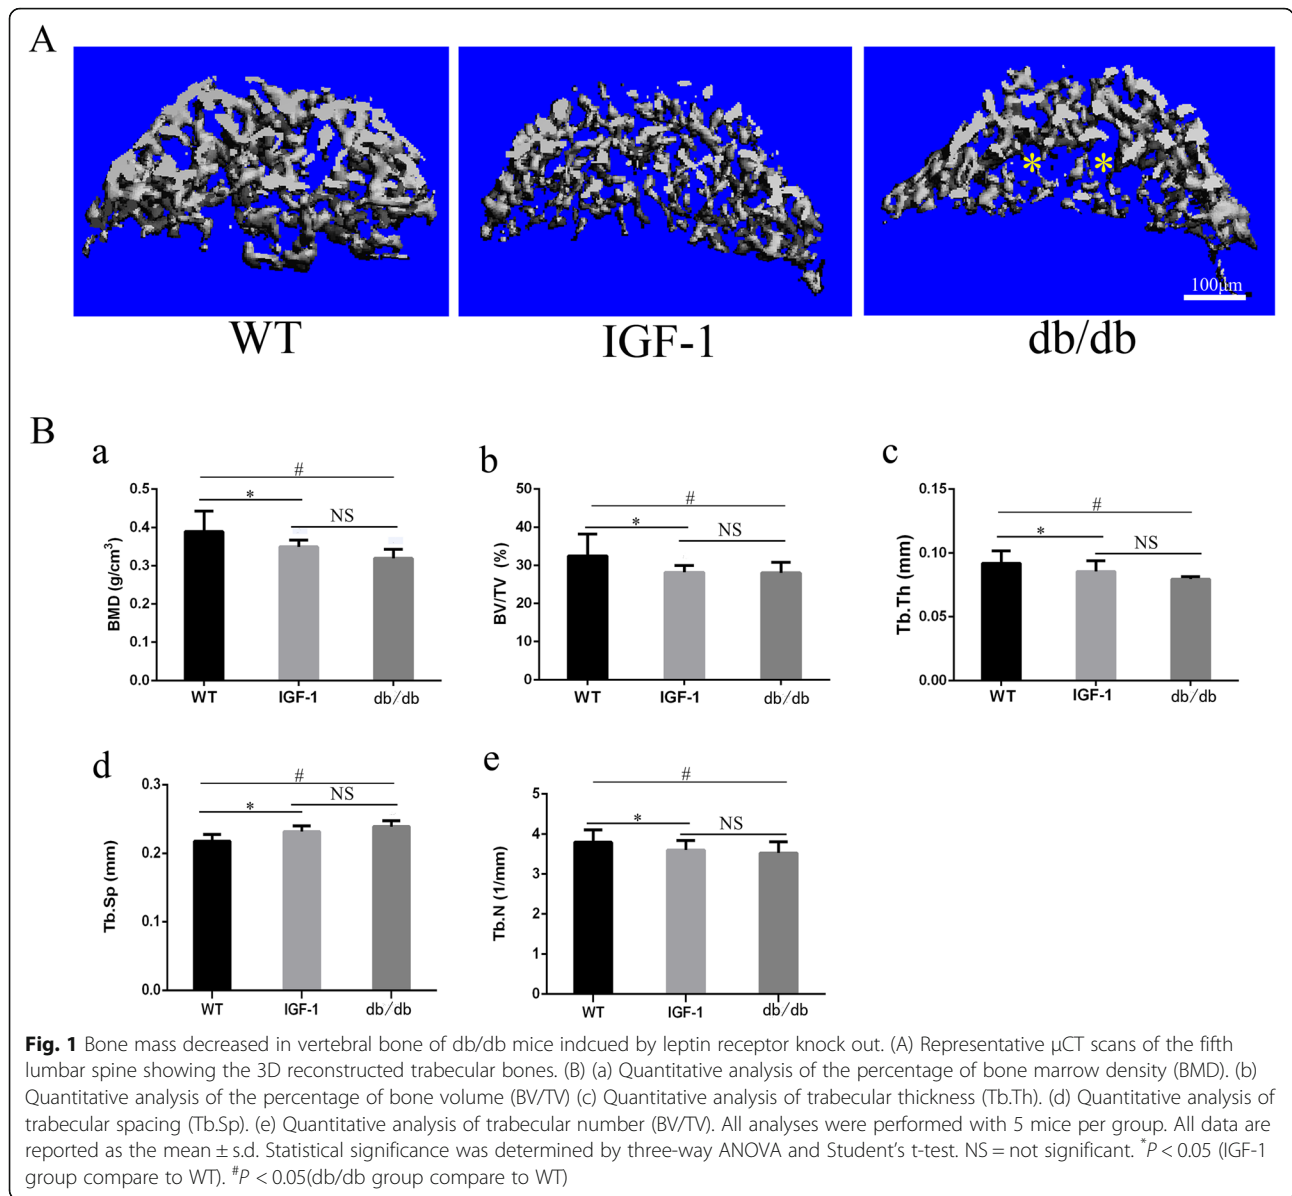 A
100μm
WT IGF-1 db/db
B
a
#
*
NS
0.5
0.4
0.3
0.2
0.1
0.0
BMD (g/cm³)
WT IGF-1 db/db
b
#
*
NS
50
40
30
20
10
0
BV/TV (%)
WT IGF-1 db/db
c
#
*
NS
0.15
0.10
0.05
0.00
Tb.Th (mm)
WT IGF-1 db/db
d
#
*
NS
0.3
0.2
0.1
0.0
Tb.Sp (mm)
WT IGF-1 db/db
e
#
*
NS
5
4
3
2
1
0
Tb.N (1/mm)
WT IGF-1 db/db
Fig. 1 Bone mass decreased in vertebral bone of db/db mice indcued by leptin receptor knock out. (A) Representative μCT scans of the fifth
lumbar spine showing the 3D reconstructed trabecular bones. (B) (a) Quantitative analysis of the percentage of bone marrow density (BMD). (b)
Quantitative analysis of the percentage of bone volume (BV/TV) (c) Quantitative analysis of trabecular thickness (Tb.Th). (d) Quantitative analysis of
trabecular spacing (Tb.Sp). (e) Quantitative analysis of trabecular number (BV/TV). All analyses were performed with 5 mice per group. All data are
reported as the mean ± s.d. Statistical significance was determined by three-way ANOVA and Student's t-test. NS = not significant. *P < 0.05 (IGF-1
group compare to WT). #P < 0.05(db/db group compare to WT)